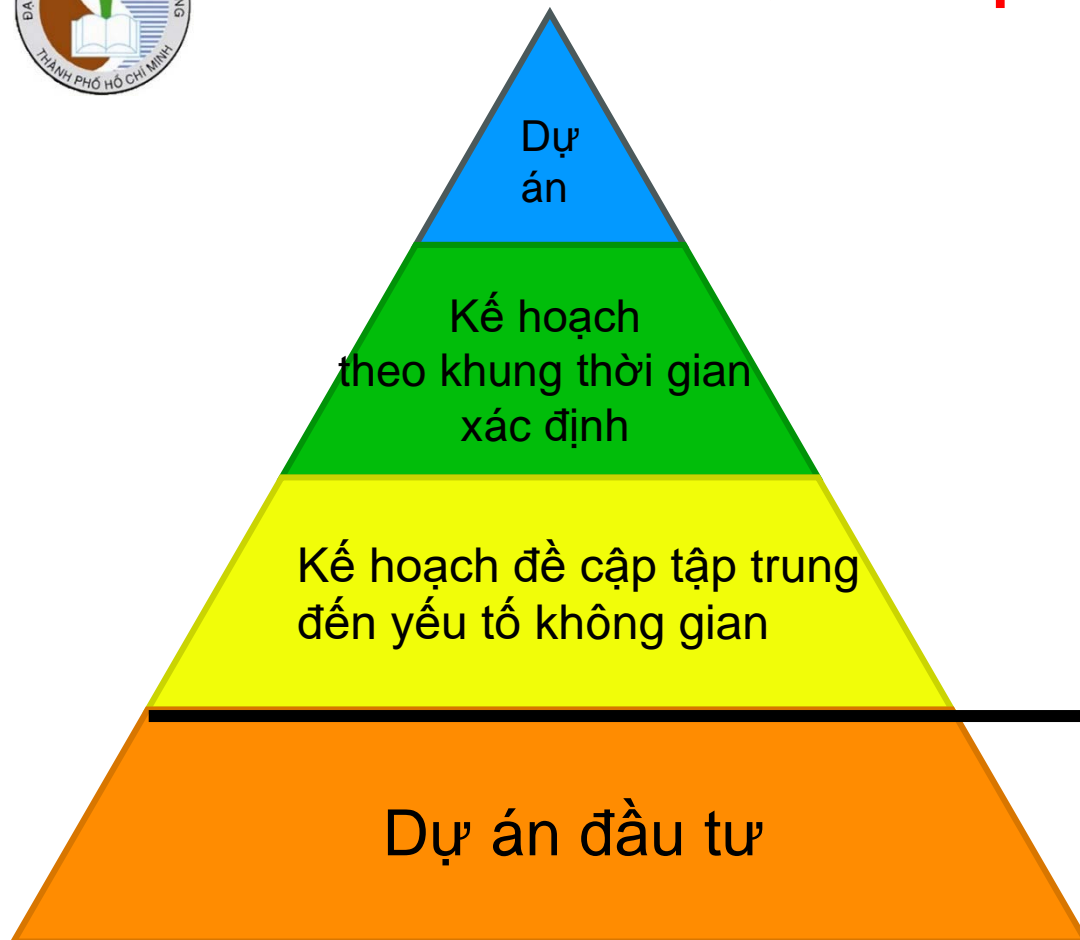 THÀNH PHỐ HỒ CHÍ MINH
Dự
án
Kế hoạch
theo khung thời gian
xác định
Kế hoạch đề cập tập trung
đến yếu tố không gian
Dự án đầu tư